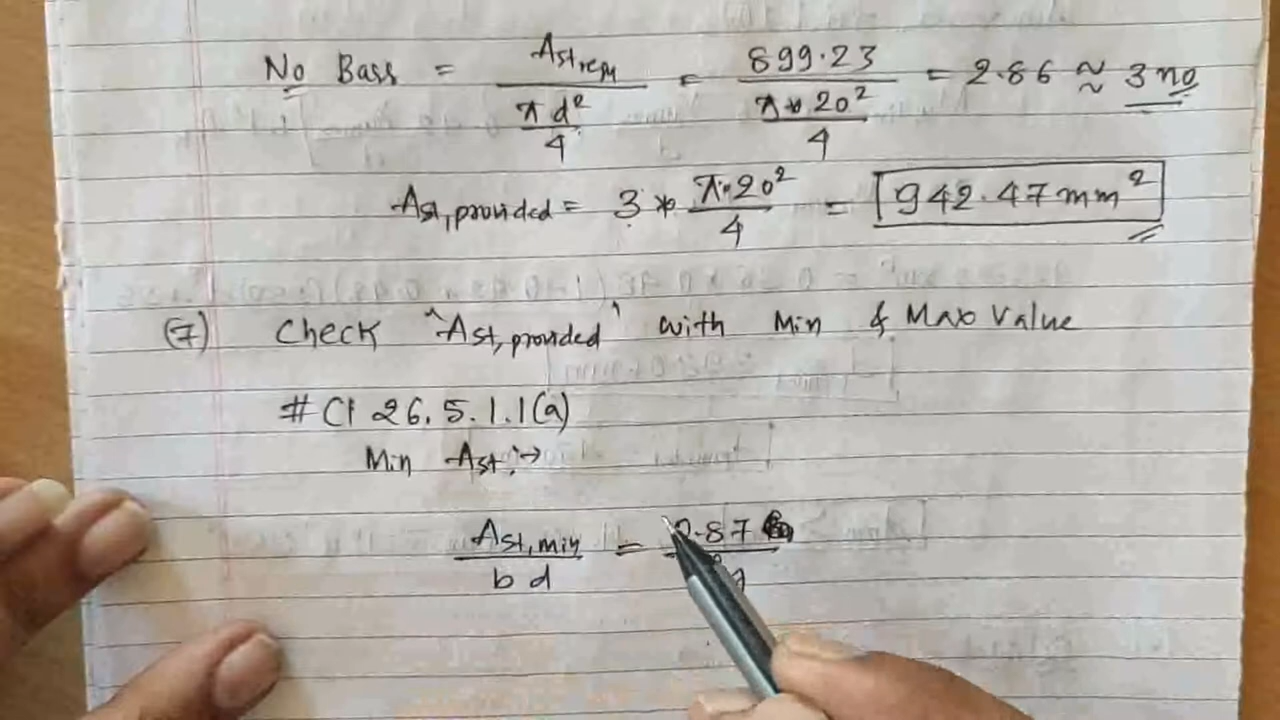 No Bars = Ast,req / (π d² / 4) = 899.23 / (π * 20² / 4) = 2.86 ≈ 3 no
Ast,provided = 3 * π*20² / 4 = 942.47 mm²
(7) Check "Ast,provided" with Min & Max Value
# Cl 26.5.1.1(a)
Min Ast :→
Ast,min / b d = 0.87